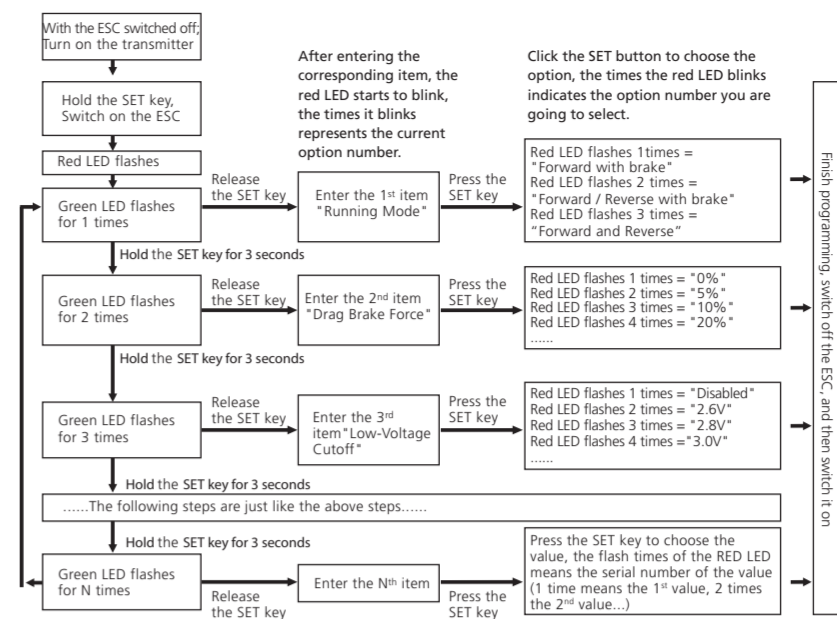 With the ESC switched off;
Turn on the transmitter
Hold the SET key,
Switch on the ESC
Red LED flashes
After entering the
corresponding item, the
red LED starts to blink,
the times it blinks
represents the current
option number.
Click the SET button to choose the
option, the times the red LED blinks
indicates the option number you are
going to select.
Green LED flashes
for 1 times
Release
the SET key
Enter the 1st item
"Running Mode"
Press the
SET key
Red LED flashes 1times =
"Forward with brake"
Red LED flashes 2 times =
"Forward / Reverse with brake"
Red LED flashes 3 times =
"Forward and Reverse"
Hold the SET key for 3 seconds
Green LED flashes
for 2 times
Release
the SET key
Enter the 2nd item
"Drag Brake Force"
Press the
SET key
Red LED flashes 1 times = "0%"
Red LED flashes 2 times = "5%"
Red LED flashes 3 times = "10%"
Red LED flashes 4 times = "20%"
......
Hold the SET key for 3 seconds
Green LED flashes
for 3 times
Release
the SET key
Enter the 3rd
item"Low-Voltage
Cutoff"
Press the
SET key
Red LED flashes 1 times = "Disabled"
Red LED flashes 2 times = "2.6V"
Red LED flashes 3 times = "2.8V"
Red LED flashes 4 times ="3.0V"
......
Hold the SET key for 3 seconds
......The following steps are just like the above steps......
Hold the SET key for 3 seconds
Green LED flashes
for N times
Release
the SET key
Enter the Nth item
Press the
SET key
Press the SET key to choose the
value, the flash times of the RED LED
means the serial number of the value
(1 time means the 1st value, 2 times
the 2nd value...)
Finish programming, switch off the ESC, and then switch it on